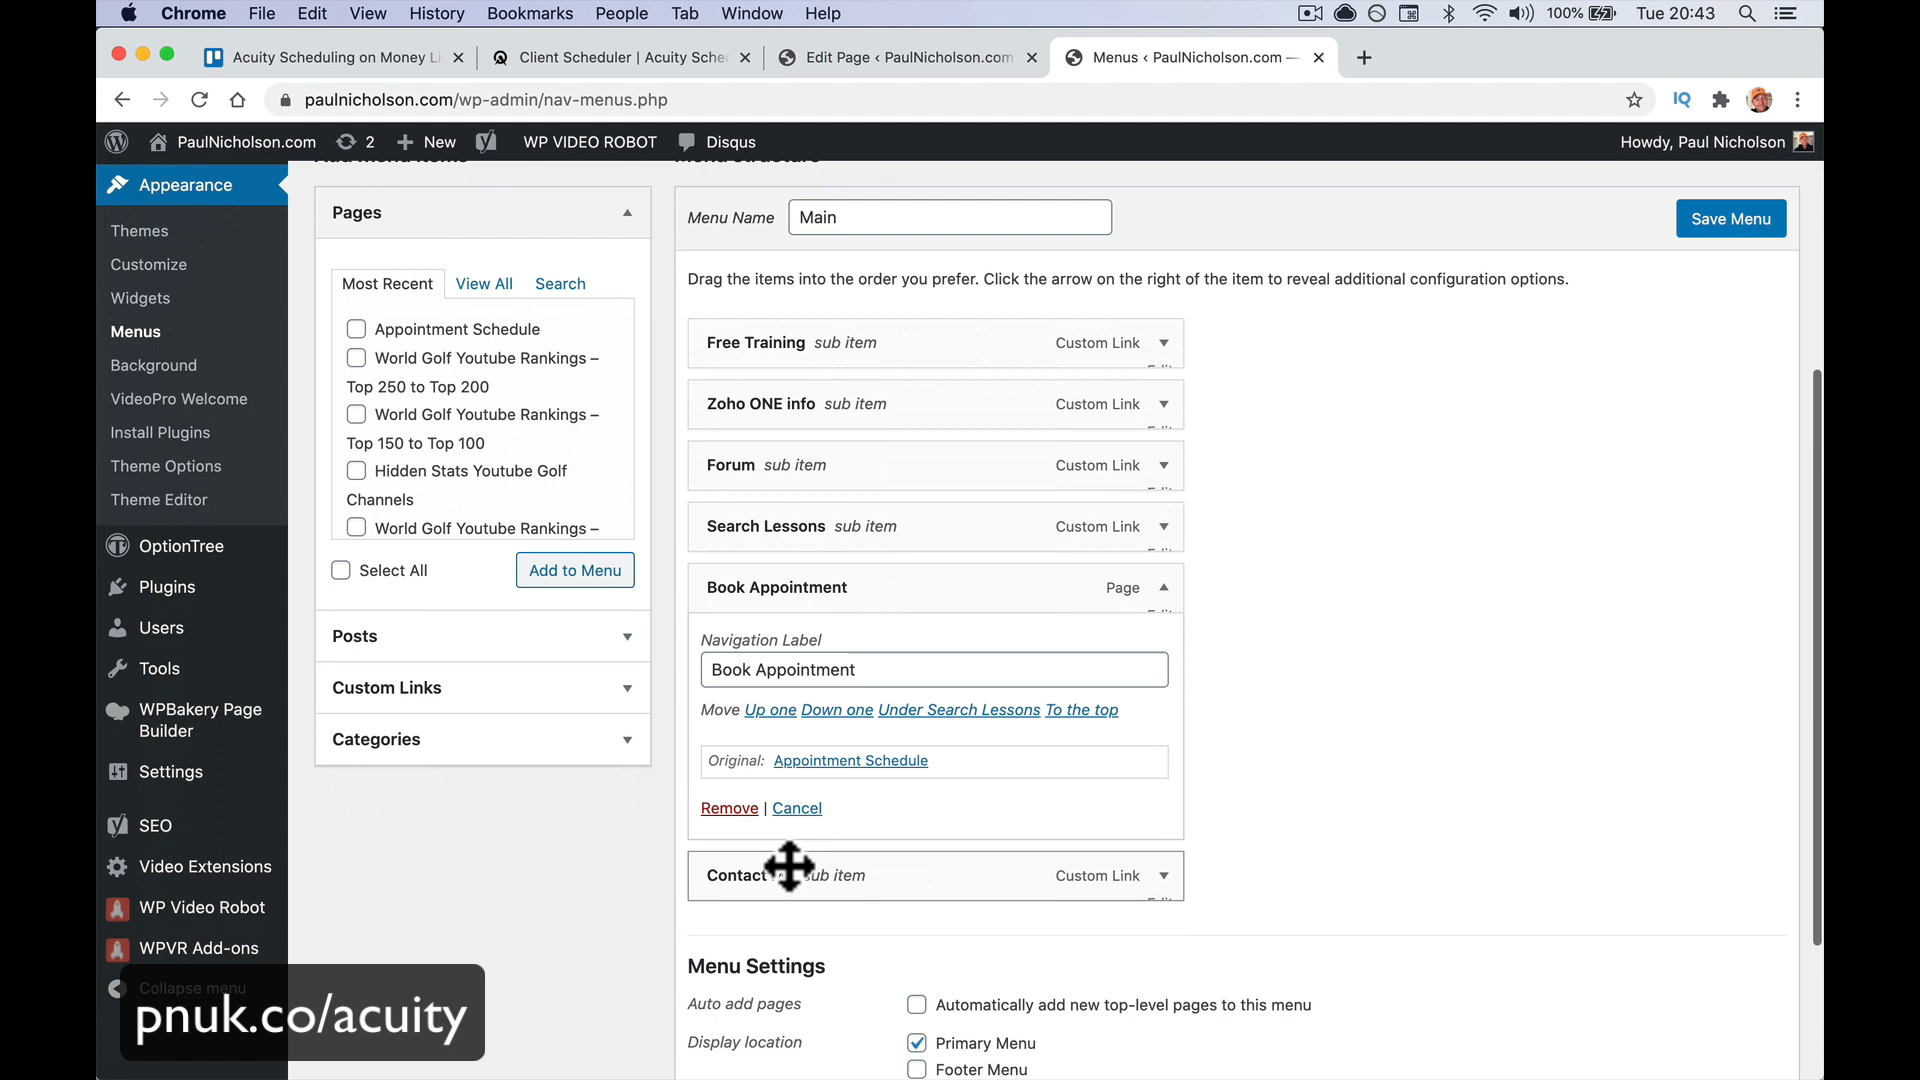 Chrome File Edit View History Bookmarks People Tab Window Help 100% Tue 20:43
Acuity Scheduling on Money Li Client Scheduler | Acuity Sche Edit Page ‹ PaulNicholson.com Menus ‹ PaulNicholson.com —
paulnicholson.com/wp-admin/nav-menus.php IQ
PaulNicholson.com 2 New WP VIDEO ROBOT Disqus Howdy, Paul Nicholson
Appearance
Themes
Customize
Widgets
Menus
Background
VideoPro Welcome
Install Plugins
Theme Options
Theme Editor
OptionTree
Plugins
Users
Tools
WPBakery Page
Builder
Settings
SEO
Video Extensions
WP Video Robot
WPVR Add-ons
Collapse menu
pnuk.co/acuity
Pages
Most Recent View All Search
Appointment Schedule
World Golf Youtube Rankings –
Top 250 to Top 200
World Golf Youtube Rankings –
Top 150 to Top 100
Hidden Stats Youtube Golf
Channels
World Golf Youtube Rankings –
Select All Add to Menu
Posts
Custom Links
Categories
Menu Name Main Save Menu
Drag the items into the order you prefer. Click the arrow on the right of the item to reveal additional configuration options.
Free Training sub item Custom Link
Zoho ONE info sub item Custom Link
Forum sub item Custom Link
Search Lessons sub item Custom Link
Book Appointment Page
Navigation Label
Book Appointment
Move Up one Down one Under Search Lessons To the top
Original: Appointment Schedule
Remove | Cancel
Contact sub item Custom Link
Menu Settings
Auto add pages Automatically add new top-level pages to this menu
Display location Primary Menu
Footer Menu